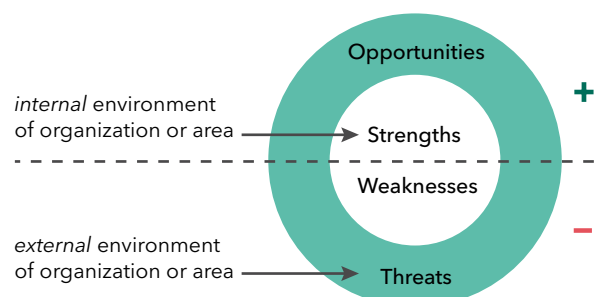 Opportunities
+
internal environment
of organization or area
Strengths
Weaknesses
–
external environment
of organization or area
Threats